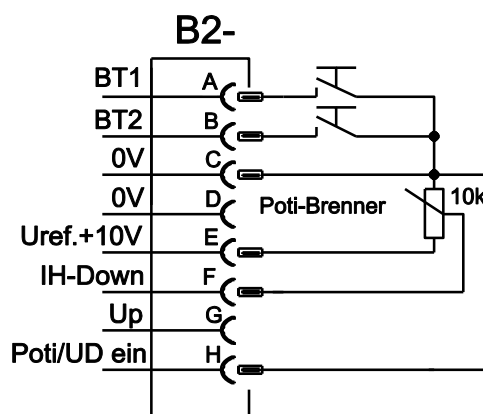 B2-
BT1 A
BT2 B
0V C
0V D
Poti-Brenner 10k
Uref.+10V E
IH-Down F
Up G
Poti/UD ein H